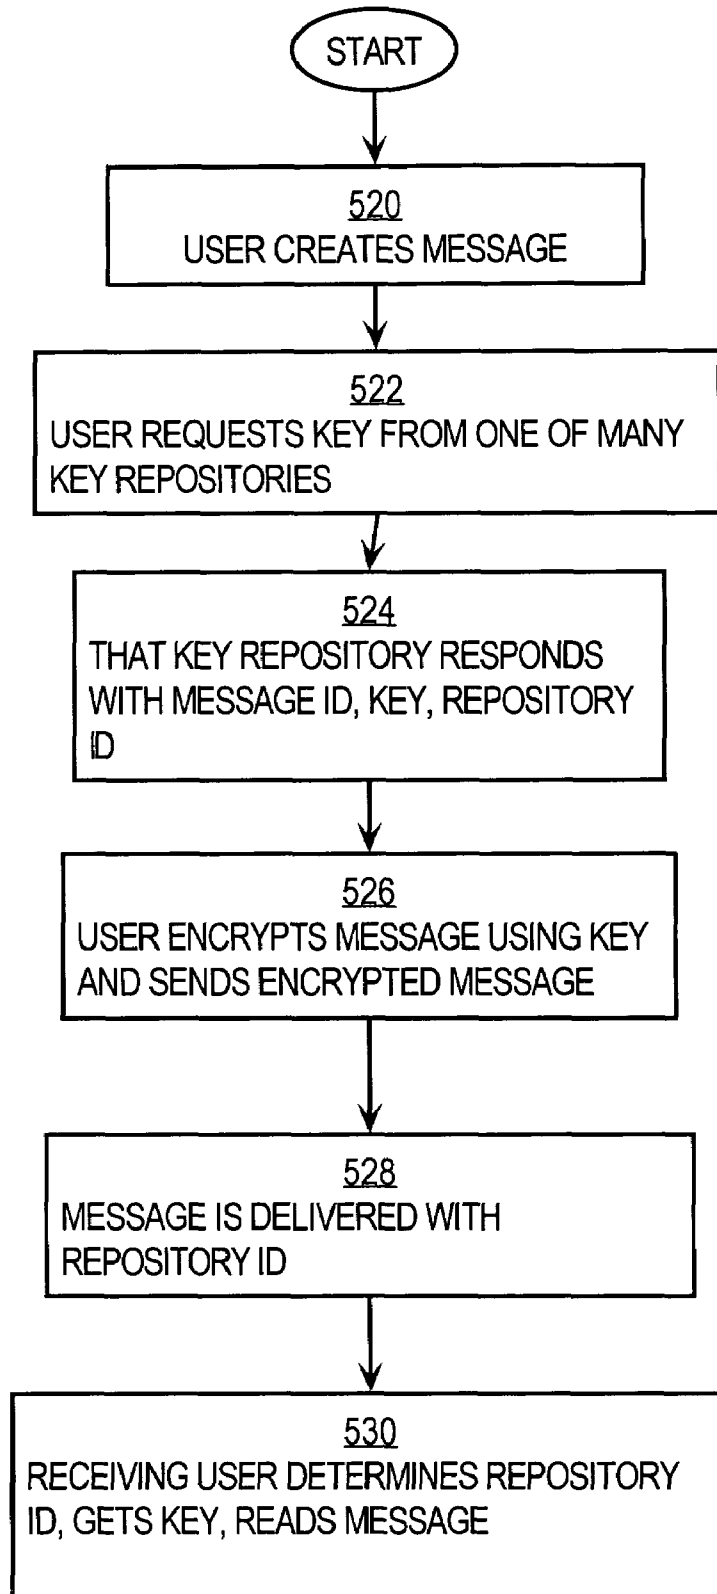 START
520
USER CREATES MESSAGE
522
USER REQUESTS KEY FROM ONE OF MANY
KEY REPOSITORIES
524
THAT KEY REPOSITORY RESPONDS
WITH MESSAGE ID, KEY, REPOSITORY
ID
526
USER ENCRYPTS MESSAGE USING KEY
AND SENDS ENCRYPTED MESSAGE
528
MESSAGE IS DELIVERED WITH
REPOSITORY ID
530
RECEIVING USER DETERMINES REPOSITORY
ID, GETS KEY, READS MESSAGE